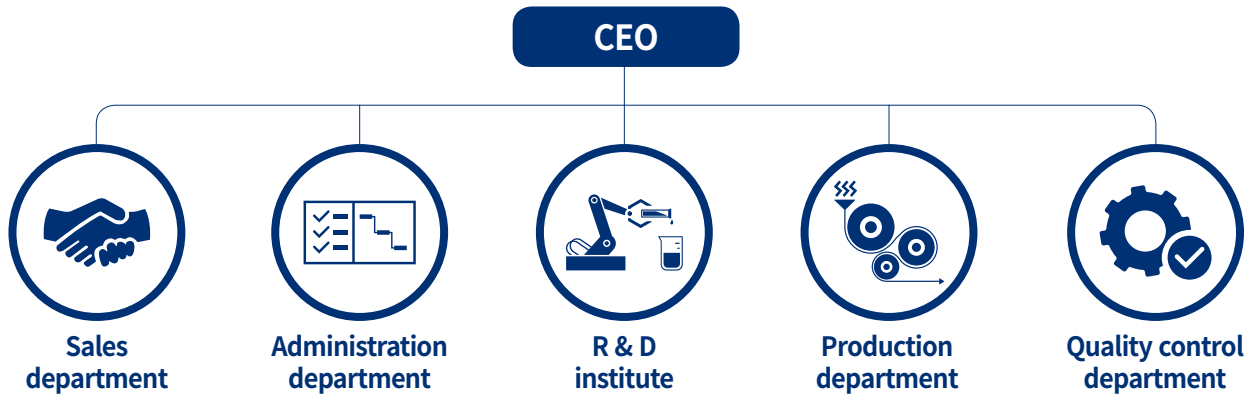 CEO
Sales
department
Administration
department
R & D
institute
Production
department
Quality control
department